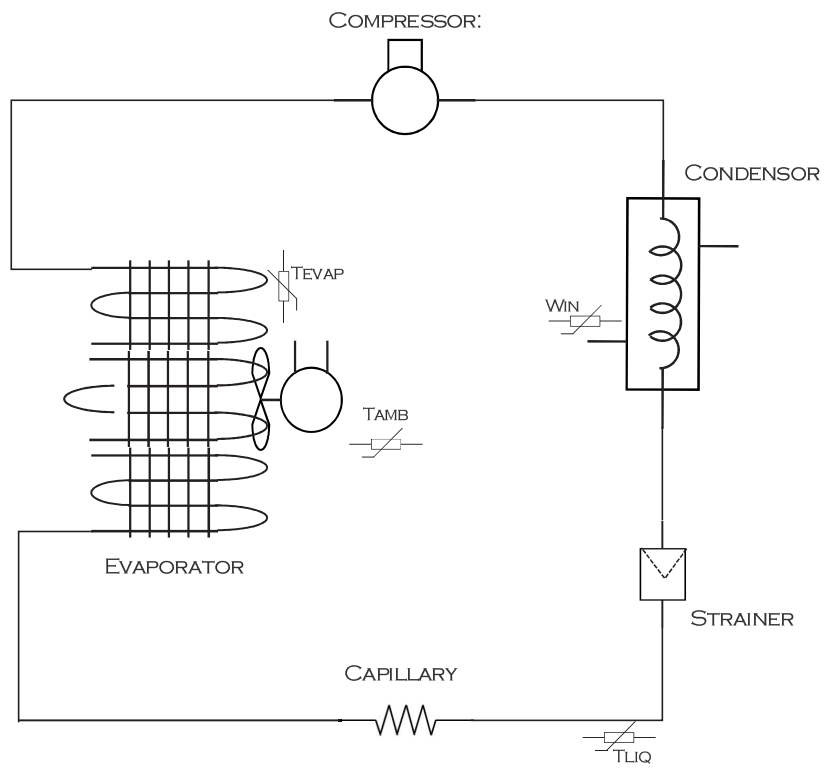 COMPRESSOR:
CONDENSOR
TEVAP
WIN
TAMB
EVAPORATOR
STRAINER
CAPILLARY
TLIQ